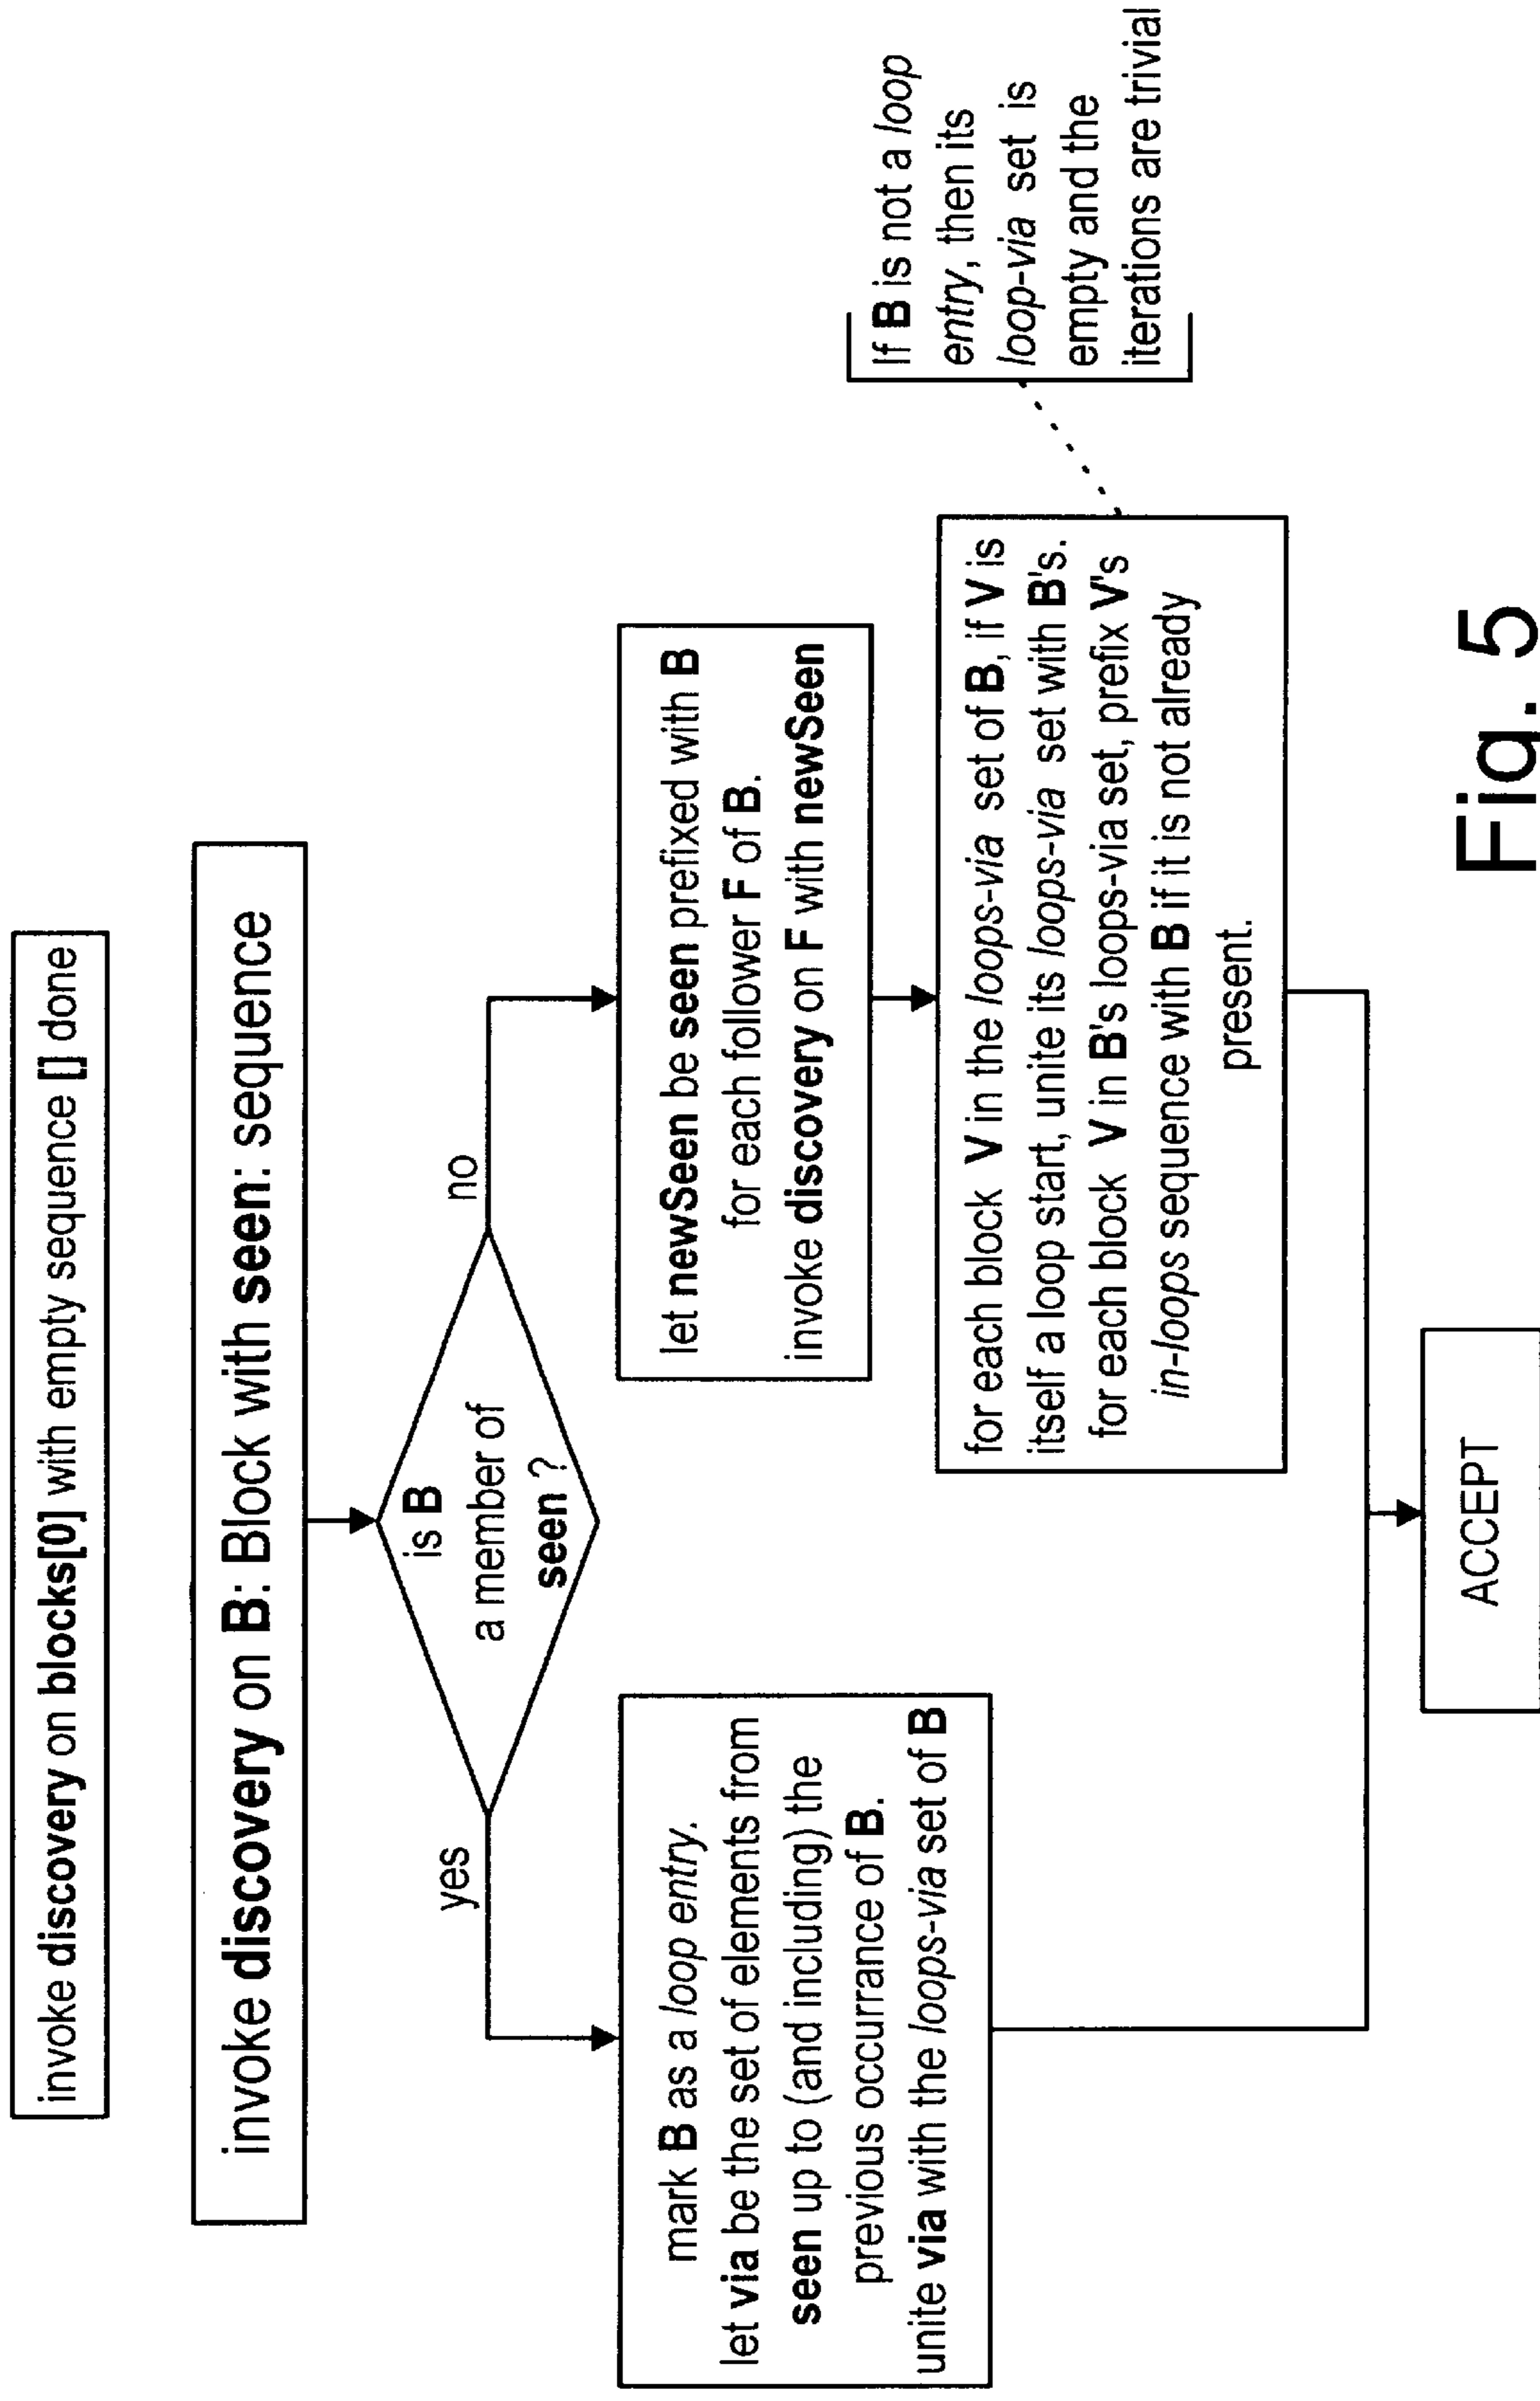 invoke discovery on blocks[0] with empty sequence [] done
invoke discovery on B: Block with seen: sequence
is B
a member of
seen ?
yes
no
mark B as a loop entry.
let via be the set of elements from
seen up to (and including) the
previous occurrance of B.
unite via with the loops-via set of B
let newSeen be seen prefixed with B
for each follower F of B.
invoke discovery on F with newSeen
for each block V in the loops-via set of B, if V is
itself a loop start, unite its loops-via set with B's.
for each block V in B's loops-via set, prefix V's
in-loops sequence with B if it is not already
present.
If B is not a loop
entry, then its
loop-via set is
empty and the
iterations are trivial
ACCEPT
Fig. 5